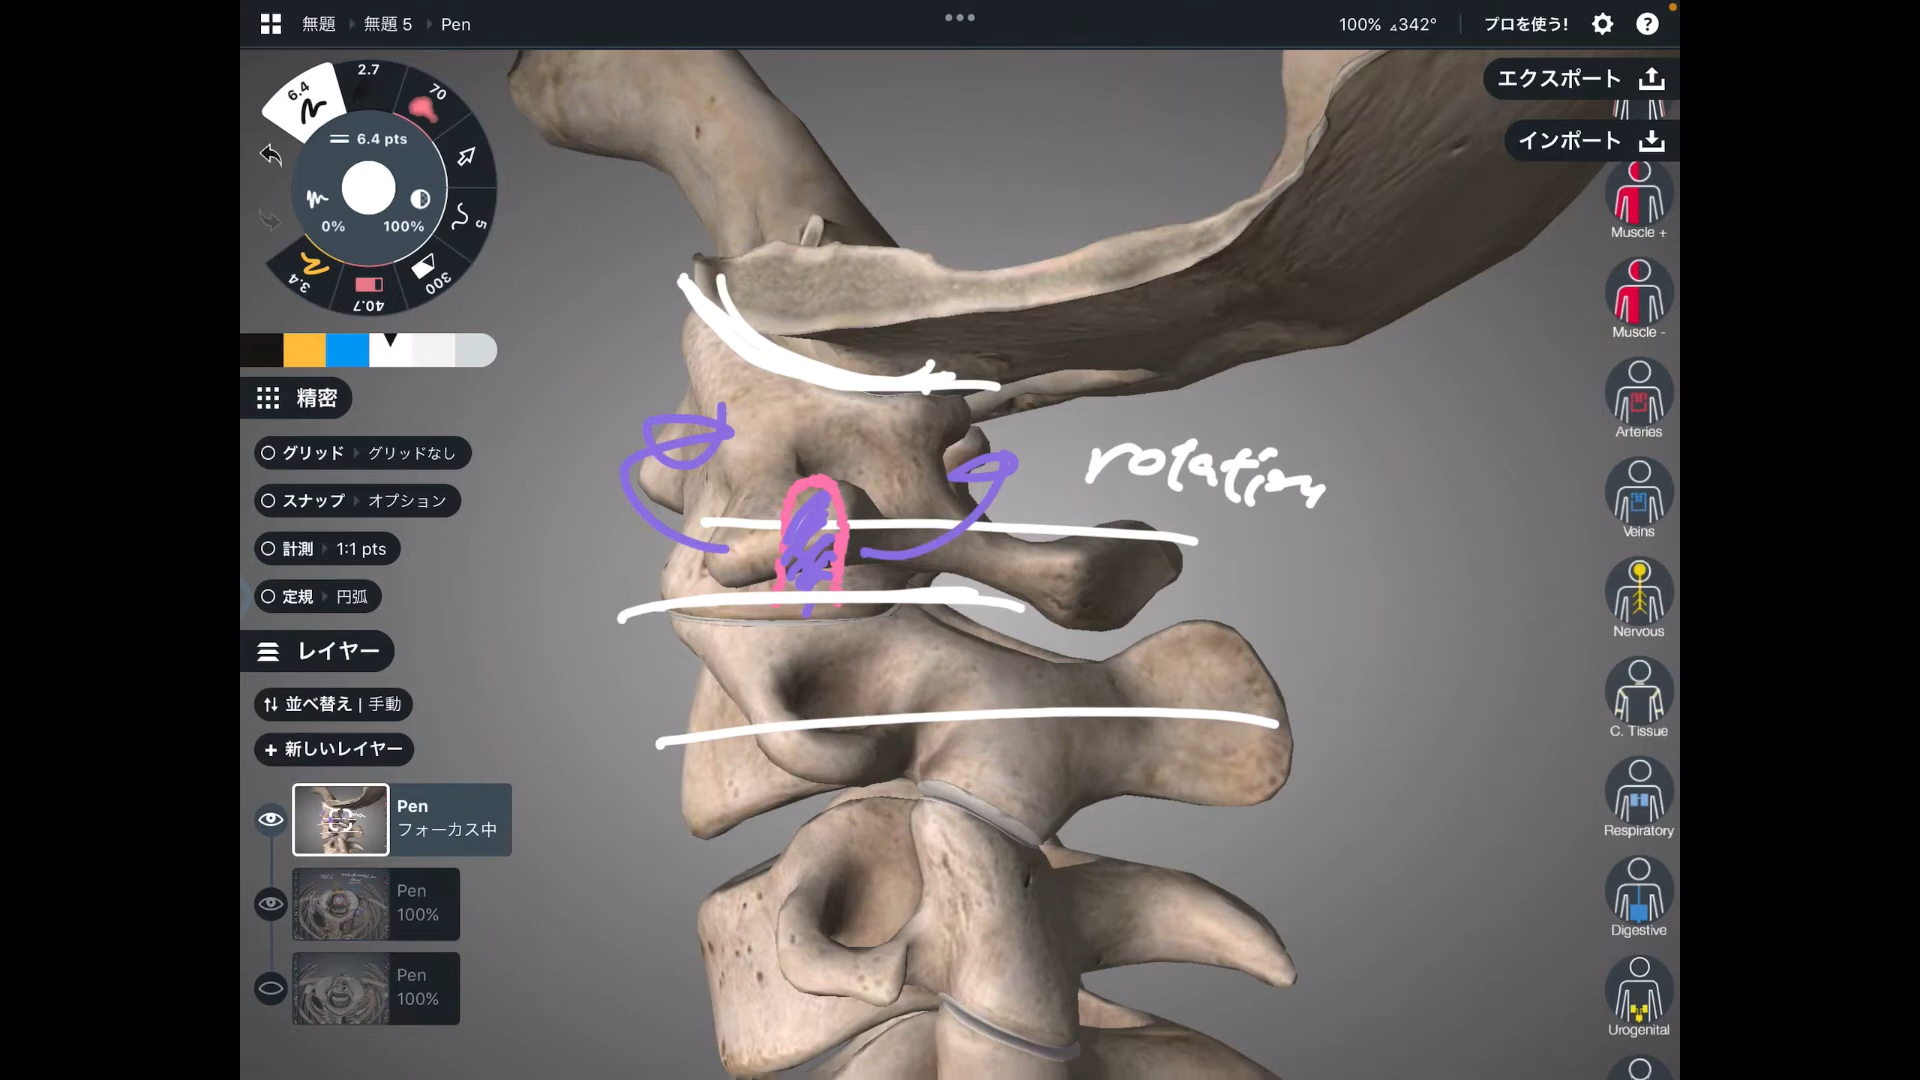 無題 無題 5 Pen
100% ⊿342° プロを使う!
エクスポート
インポート
2.7
6.4
70
6.4 pts
0% 100%
5
300
40.7
3.4
精密
グリッド グリッドなし
スナップ オプション
計測 1:1 pts
定規 円弧
レイヤー
並べ替え | 手動
+ 新しいレイヤー
Pen
フォーカス中
Pen
100%
Pen
100%
rotation
Muscle +
Muscle -
Arteries
Veins
Nervous
C. Tissue
Respiratory
Digestive
Urogenital